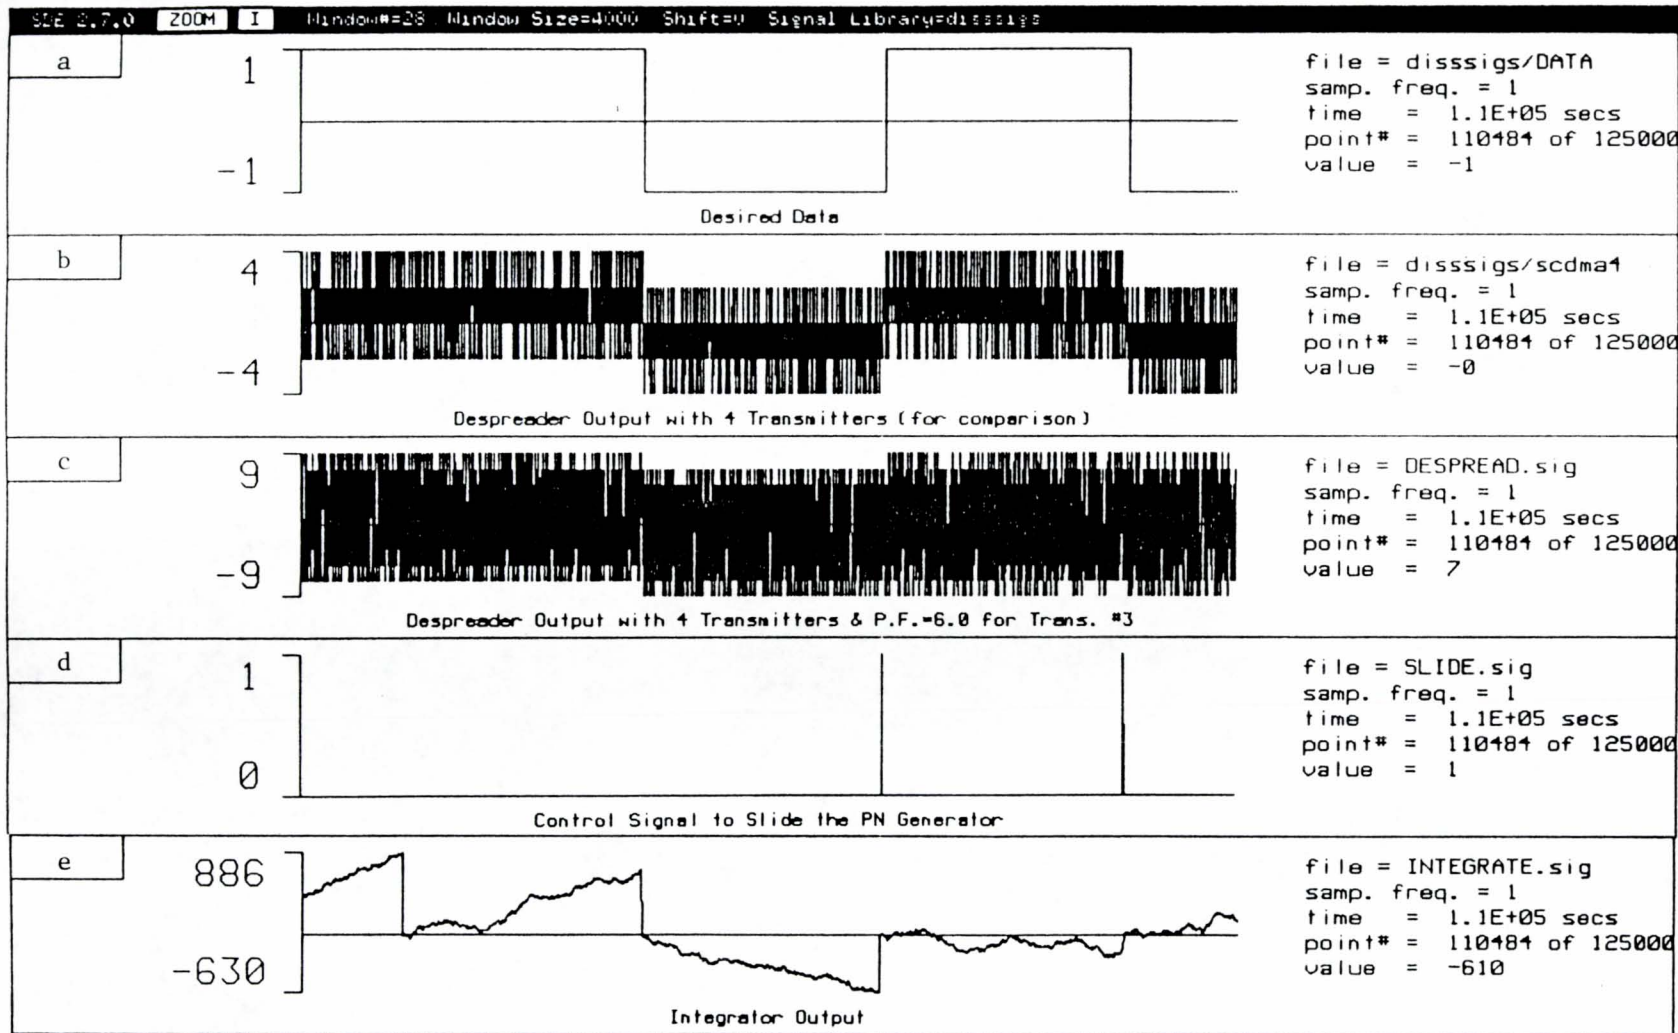 SDE 2.7.0 ZOOM I Window#=28 Window Size=4000 Shift=0 Signal Library=disssigs
a
1
-1
Desired Data
file = disssigs/DATA
samp. freq. = 1
time = 1.1E+05 secs
point# = 110484 of 125000
value = -1
b
4
-4
Despreader Output with 4 Transmitters (for comparison)
file = disssigs/scdma4
samp. freq. = 1
time = 1.1E+05 secs
point# = 110484 of 125000
value = -0
c
9
-9
Despreader Output with 4 Transmitters & P.F.=6.0 for Trans. #3
file = DESPREAD.sig
samp. freq. = 1
time = 1.1E+05 secs
point# = 110484 of 125000
value = 7
d
1
0
Control Signal to Slide the PN Generator
file = SLIDE.sig
samp. freq. = 1
time = 1.1E+05 secs
point# = 110484 of 125000
value = 1
e
886
-630
Integrator Output
file = INTEGRATE.sig
samp. freq. = 1
time = 1.1E+05 secs
point# = 110484 of 125000
value = -610